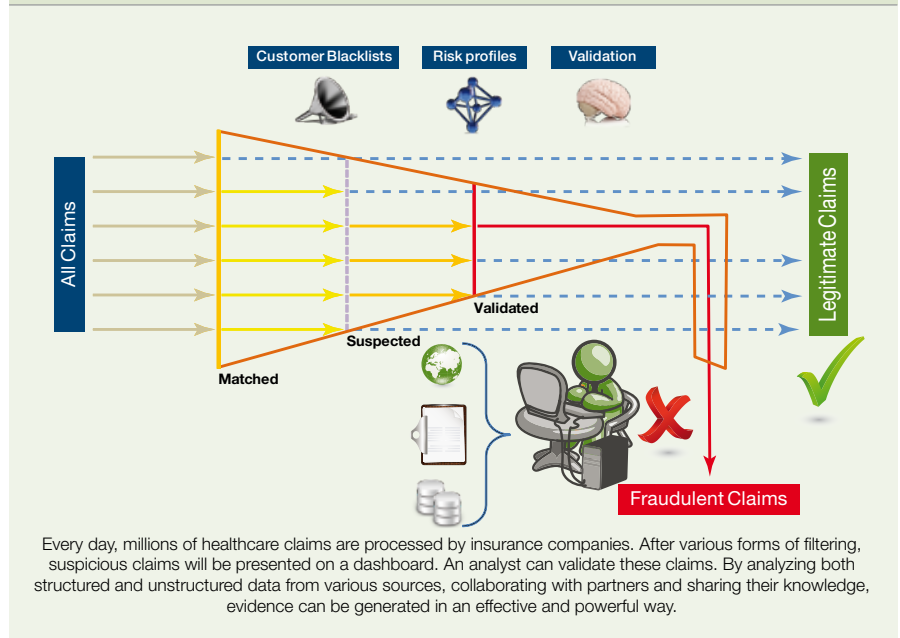 Customer Blacklists
Risk profiles
Validation
All Claims
Legitimate Claims
Validated
Suspected
Matched
Fraudulent Claims
Every day, millions of healthcare claims are processed by insurance companies. After various forms of filtering,
suspicious claims will be presented on a dashboard. An analyst can validate these claims. By analyzing both
structured and unstructured data from various sources, collaborating with partners and sharing their knowledge,
evidence can be generated in an effective and powerful way.